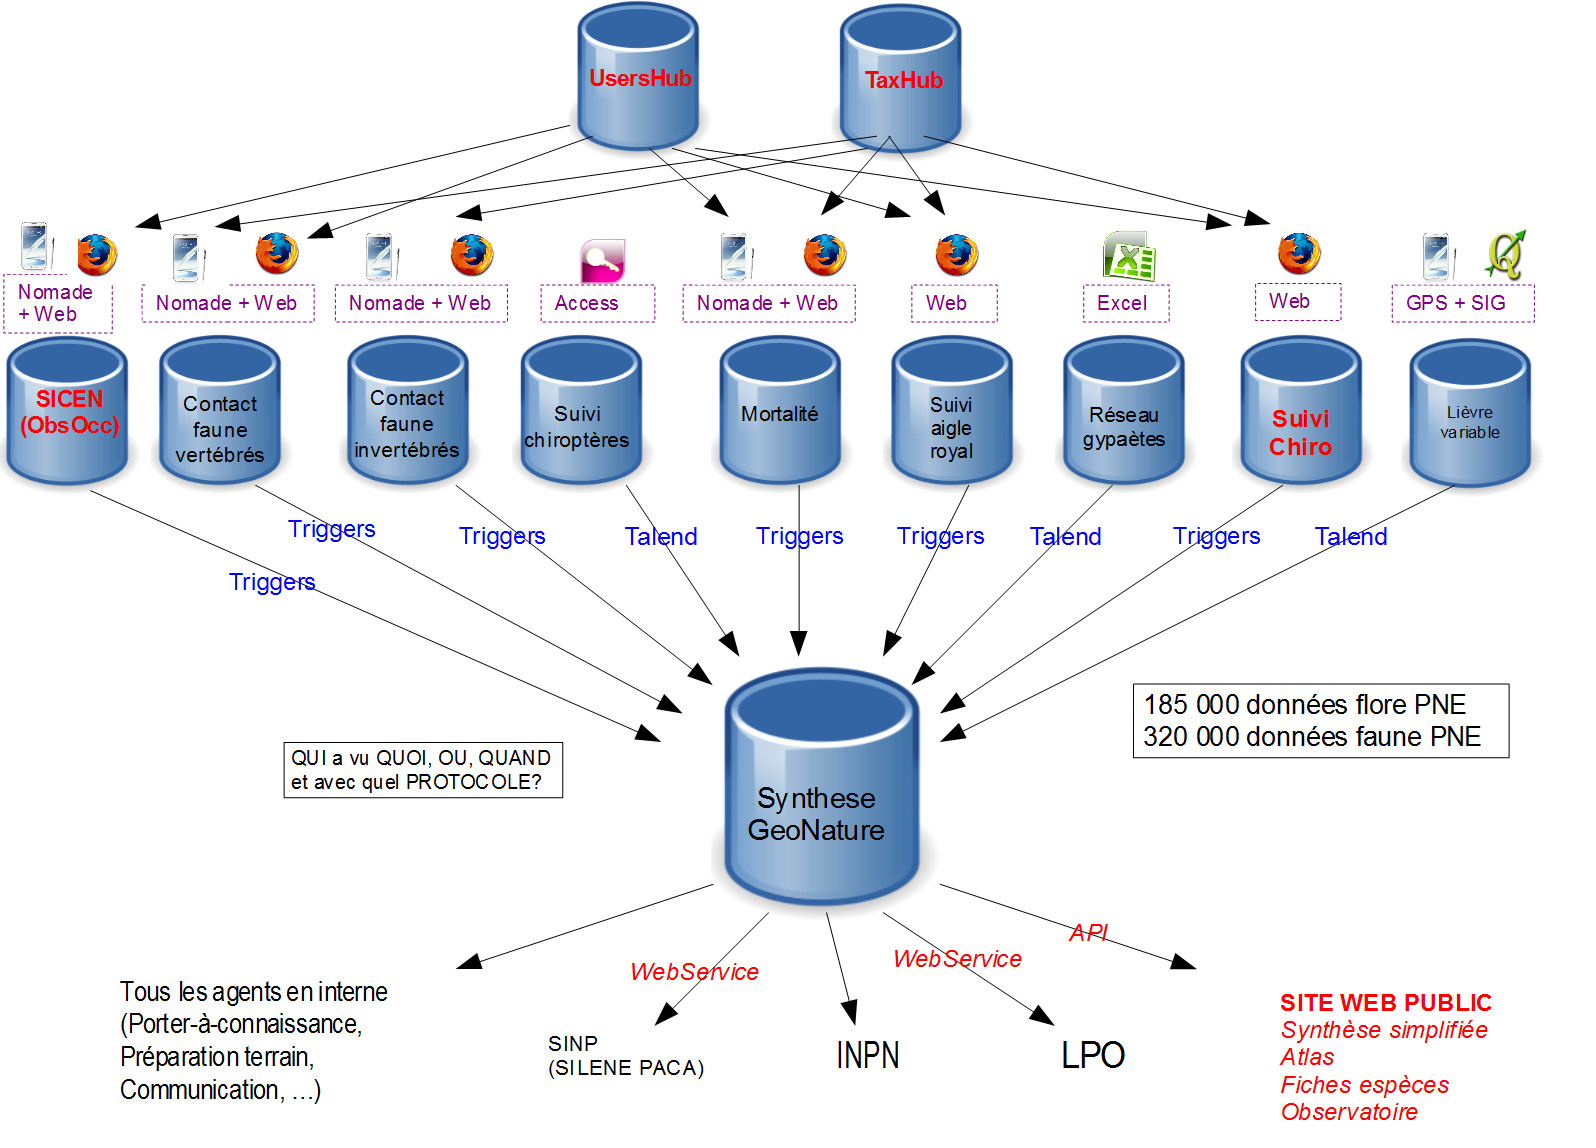 UsersHub
TaxHub
Nomade
+ Web
Nomade + Web
Nomade + Web
Access
Nomade + Web
Web
Excel
Web
GPS + SIG
SICEN
(ObsOcc)
Contact
faune
vertébrés
Contact
faune
invertébrés
Suivi
chiroptères
Mortalité
Suivi
aigle
royal
Réseau
gypaètes
Suivi
Chiro
Lièvre
variable
Triggers
Triggers
Triggers
Talend
Triggers
Triggers
Talend
Triggers
Talend
185 000 données flore PNE
320 000 données faune PNE
QUI a vu QUOI, OU, QUAND
et avec quel PROTOCOLE?
Synthese
GeoNature
WebService
WebService
API
Tous les agents en interne
(Porter-à-connaissance,
Préparation terrain,
Communication, ...)
SINP
(SILENE PACA)
INPN
LPO
SITE WEB PUBLIC
Synthèse simplifiée
Atlas
Fiches espèces
Observatoire